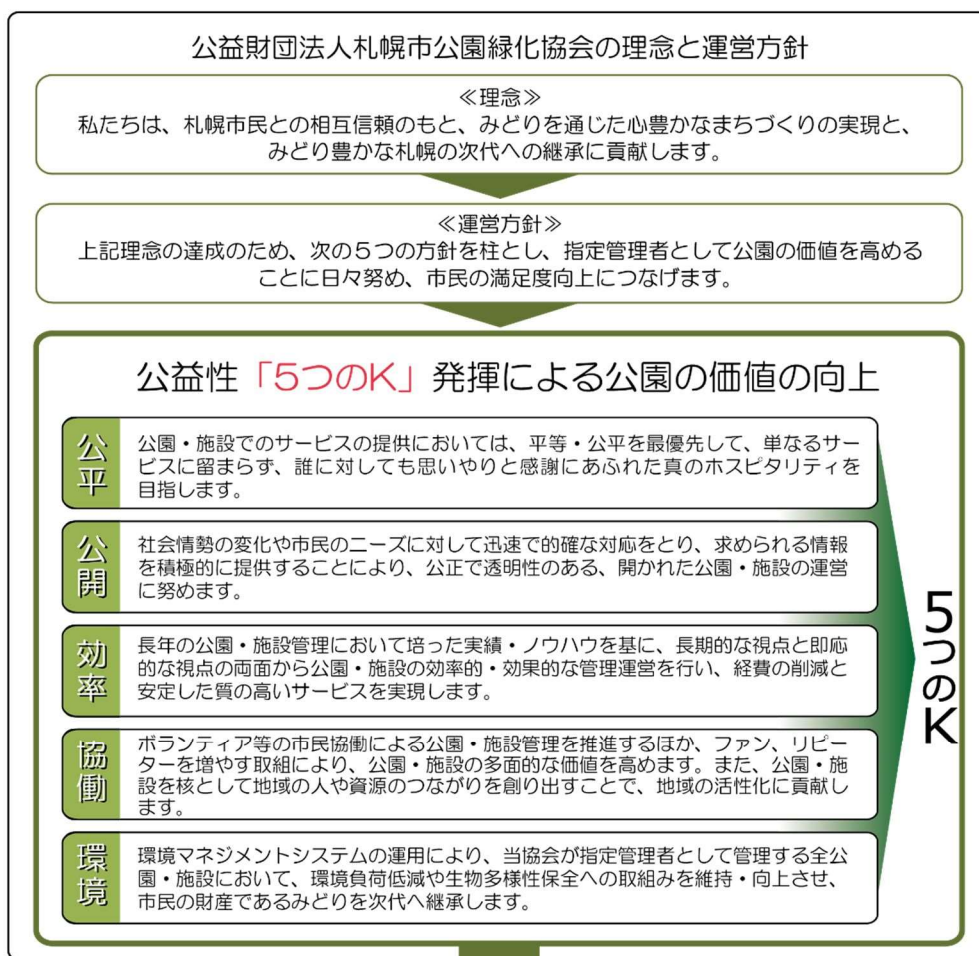 公益財団法人札幌市公園緑化協会の理念と運営方針
≪理念≫
私たちは、札幌市民との相互信頼のもと、みどりを通じた心豊かなまちづくりの実現と、
みどり豊かな札幌の次代への継承に貢献します。
≪運営方針≫
上記理念の達成のため、次の５つの方針を柱とし、指定管理者として公園の価値を高める
ことに日々努め、市民の満足度向上につなげます。
公益性「5つのK」発揮による公園の価値の向上
公平
公園・施設でのサービスの提供においては、平等・公平を最優先して、単なるサー
ビスに留まらず、誰に対しても思いやりと感謝にあふれた真のホスピタリティを
目指します。
公開
社会情勢の変化や市民のニーズに対して迅速で的確な対応をとり、求められる情報
を積極的に提供することにより、公正で透明性のある、開かれた公園・施設の運営
に努めます。
効率
長年の公園・施設管理において培った実績・ノウハウを基に、長期的な視点と即応
的な視点の両面から公園・施設の効率的・効果的な管理運営を行い、経費の削減と
安定した質の高いサービスを実現します。
協働
ボランティア等の市民協働による公園・施設管理を推進するほか、ファン、リピー
ターを増やす取組により、公園・施設の多面的な価値を高めます。また、公園・施
設を核として地域の人や資源のつながりを創り出すことで、地域の活性化に貢献し
ます。
環境
環境マネジメントシステムの運用により、当協会が指定管理者として管理する全公
園・施設において、環境負荷低減や生物多様性保全への取組みを維持・向上させ、
市民の財産であるみどりを次代へ継承します。
5つのK